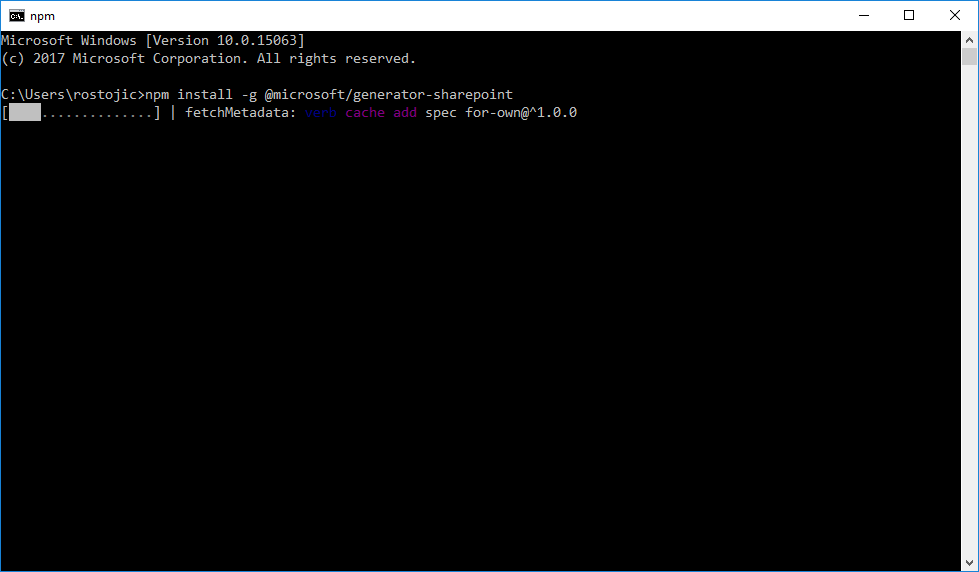 npm
Microsoft Windows [Version 10.0.15063]
(c) 2017 Microsoft Corporation. All rights reserved.
C:\Users\rostojic>npm install -g @microsoft/generator-sharepoint
[    ..............] | fetchMetadata: verb cache add spec for-own@^1.0.0